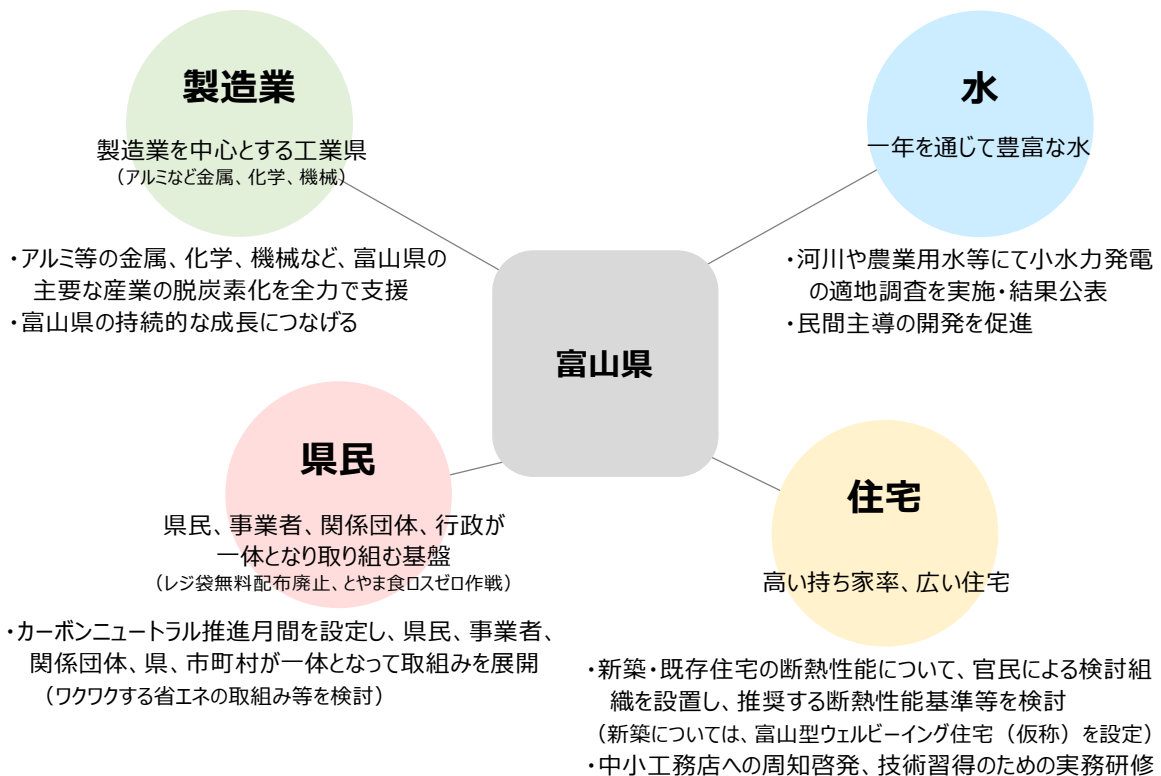 製造業
製造業を中心とする工業県
（アルミなど金属、化学、機械）
・アルミ等の金属、化学、機械など、富山県の
主要な産業の脱炭素化を全力で支援
・富山県の持続的な成長につなげる
水
一年を通じて豊富な水
・河川や農業用水等にて小水力発電
の適地調査を実施・結果公表
・民間主導の開発を促進
富山県
県民
県民、事業者、関係団体、行政が
一体となり取り組む基盤
（レジ袋無料配布廃止、とやま食ロスゼロ作戦）
・カーボンニュートラル推進月間を設定し、県民、事業者、
関係団体、県、市町村が一体となって取組みを展開
（ワクワクする省エネの取組み等を検討）
住宅
高い持ち家率、広い住宅
・新築・既存住宅の断熱性能について、官民による検討組
織を設置し、推奨する断熱性能基準等を検討
（新築については、富山型ウェルビーイング住宅（仮称）を設定）
・中小工務店への周知啓発、技術習得のための実務研修